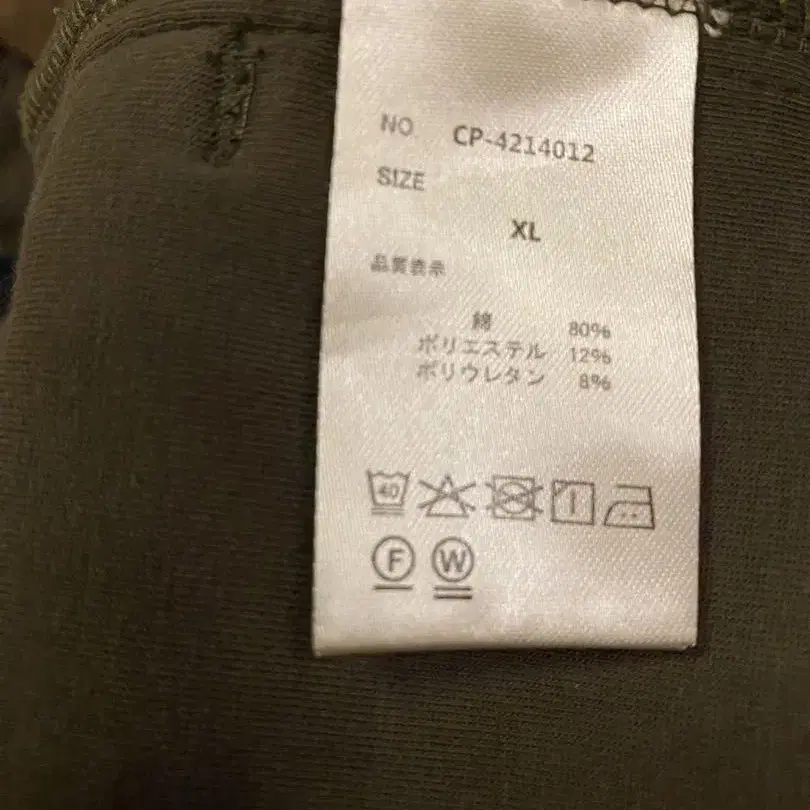 NO. CP-4214012
SIZE
XL
品質表示
綿 80%
ポリエステル 12%
ポリウレタン 8%
40
F W